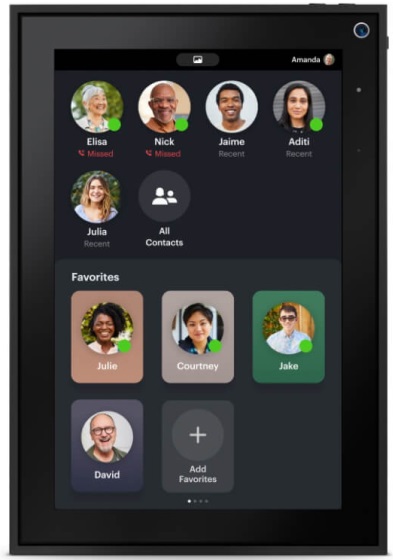 Amanda
Elisa Nick Jaime Aditi
Missed Missed Recent Recent
Julia All
Recent Contacts
Favorites
Julie Courtney Jake
David Add
Favorites